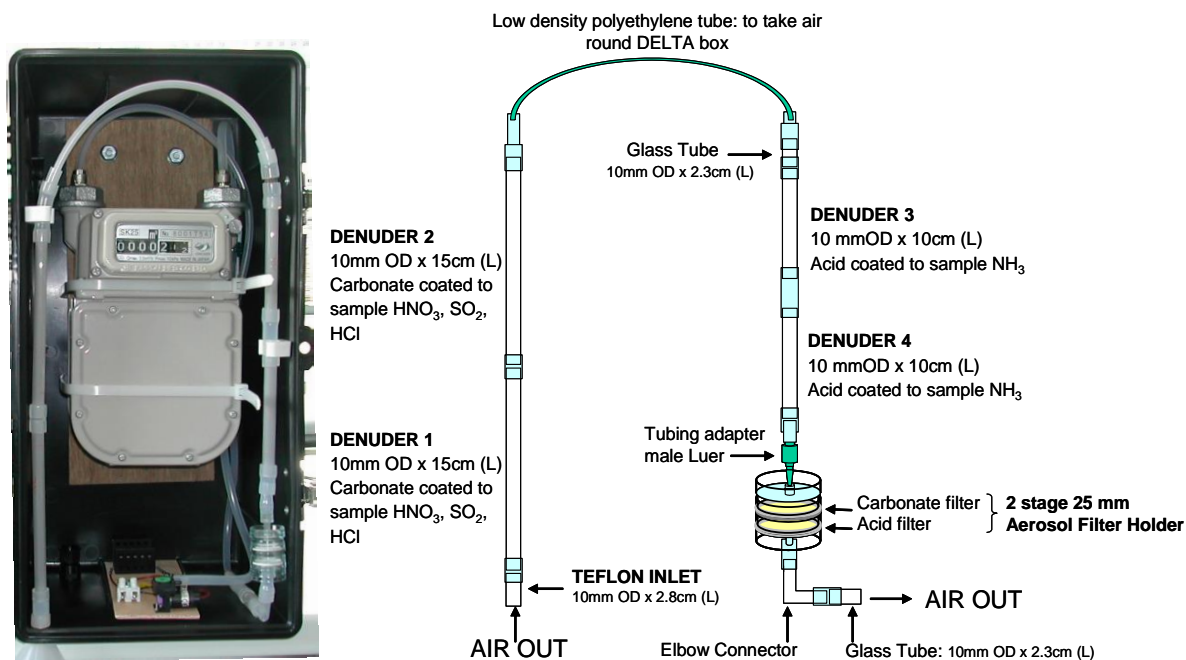 Low density polyethylene tube: to take air
round DELTA box
Glass Tube
10mm OD x 2.3cm (L)
DENUDER 2
10mm OD x 15cm (L)
Carbonate coated to
sample HNO₃, SO₂,
HCl
DENUDER 3
10 mmOD x 10cm (L)
Acid coated to sample NH₃
DENUDER 4
10 mmOD x 10cm (L)
Acid coated to sample NH₃
DENUDER 1
10mm OD x 15cm (L)
Carbonate coated to
sample HNO₃, SO₂,
HCl
Tubing adapter
male Luer
Carbonate filter
Acid filter
2 stage 25 mm
Aerosol Filter Holder
TEFLON INLET
10mm OD x 2.8cm (L)
AIR OUT
AIR OUT
Elbow Connector
Glass Tube: 10mm OD x 2.3cm (L)
SK25
m³
00002